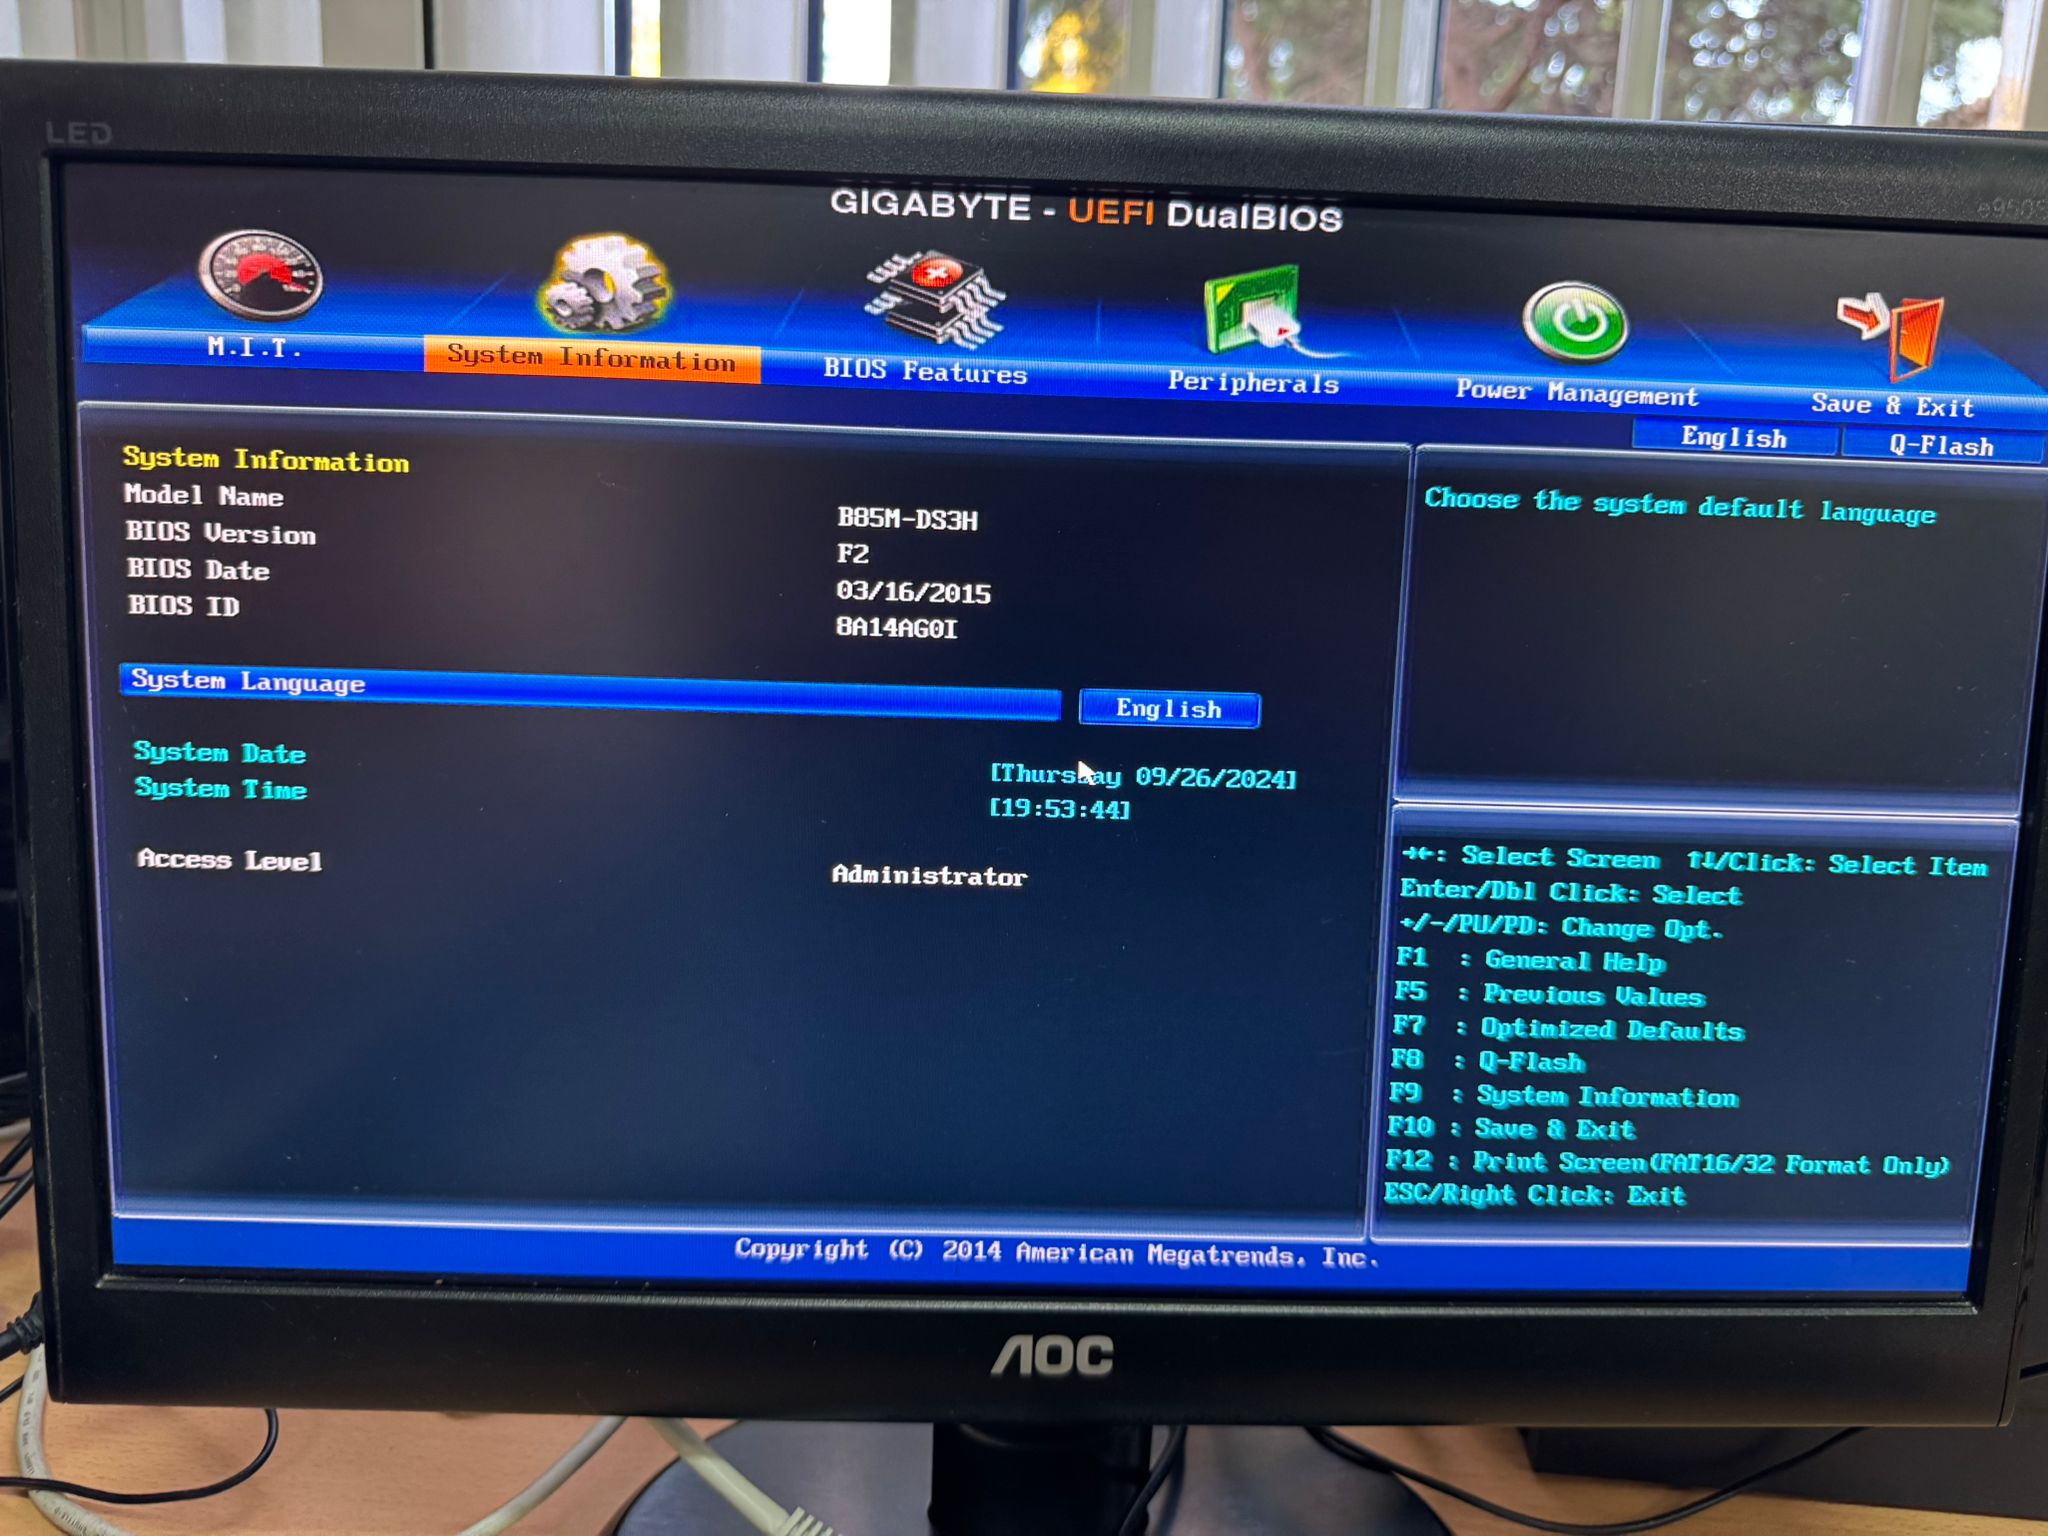 LED
GIGABYTE - UEFI DualBIOS
M.I.T.
System Information
BIOS Features
Peripherals
Power Management
Save & Exit
English
Q-Flash
System Information
Model Name
B85M-DS3H
BIOS Version
F2
BIOS Date
03/16/2015
BIOS ID
8A14AG0I
System Language
English
System Date
[Thursday 09/26/2024]
System Time
[19:53:44]
Access Level
Administrator
Choose the system default language
→←: Select Screen ↑↓/Click: Select Item
Enter/Dbl Click: Select
+/-/PU/PD: Change Opt.
F1 : General Help
F5 : Previous Values
F7 : Optimized Defaults
F8 : Q-Flash
F9 : System Information
F10 : Save & Exit
F12 : Print Screen(FAT16/32 Format Only)
ESC/Right Click: Exit
Copyright (C) 2014 American Megatrends, Inc.
AOC